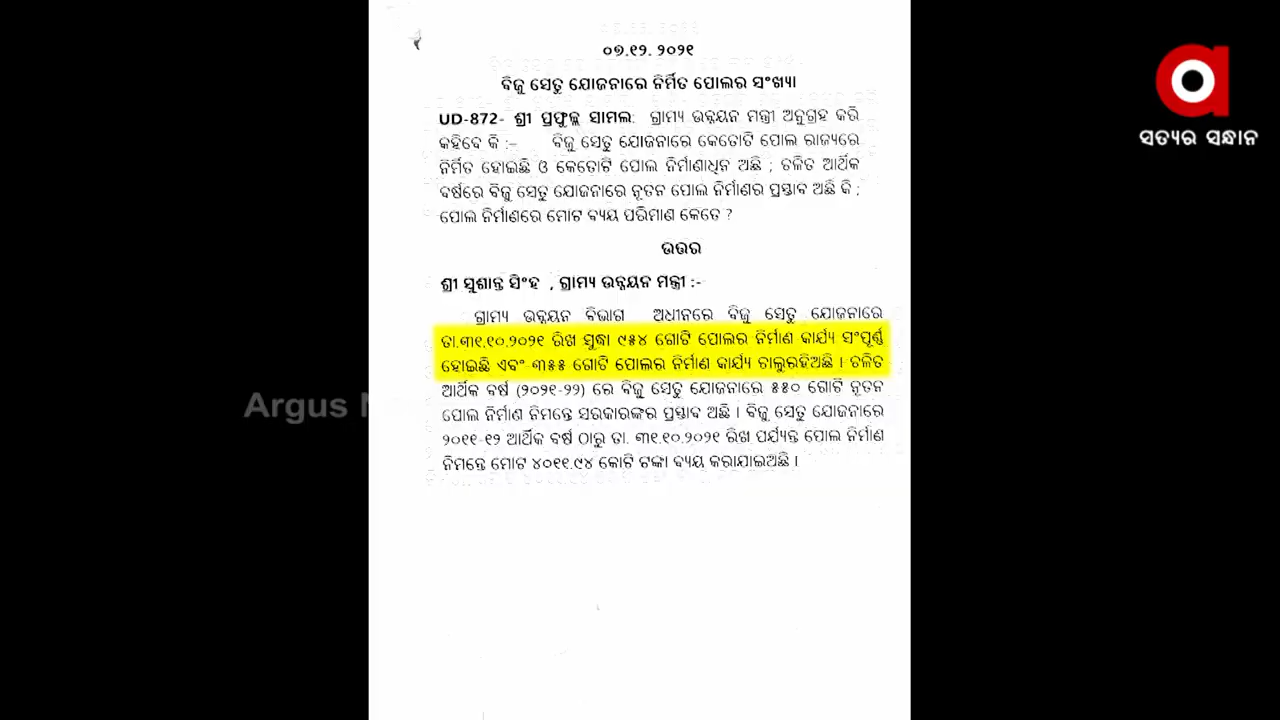 ୦୭.୧୨. ୨୦୨୧
ବିଜୁ ସେତୁ ଯୋଜନାରେ ନିର୍ମିତ ପୋଲର ସଂଖ୍ୟା
UD-872- ଶ୍ରୀ ପ୍ରଫୁଲ୍ଲ ସାମଲ: ଗ୍ରାମ୍ୟ ଉନ୍ନୟନ ମନ୍ତ୍ରୀ ଅନୁଗ୍ରହ କରି
କହିବେ କି :- ବିଜୁ ସେତୁ ଯୋଜନାରେ କେତୋଟି ପୋଲ ରାଜ୍ୟରେ
ନିର୍ମିତ ହୋଇଛି ଓ କେତୋଟି ପୋଲ ନିର୍ମାଣାଧିନ ଅଛି ; ଚଳିତ ଆର୍ଥିକ
ବର୍ଷରେ ବିଜୁ ସେତୁ ଯୋଜନାରେ ନୂତନ ପୋଲ ନିର୍ମାଣର ପ୍ରସ୍ତାବ ଅଛି କି ;
ପୋଲ ନିର୍ମାଣରେ ମୋଟ ବ୍ୟୟ ପରିମାଣ କେତେ ?
ଉତ୍ତର
ଶ୍ରୀ ସୁଶାନ୍ତ ସିଂହ , ଗ୍ରାମ୍ୟ ଉନ୍ନୟନ ମନ୍ତ୍ରୀ :-
ଗ୍ରାମ୍ୟ ଉନ୍ନୟନ ବିଭାଗ ଅଧୀନରେ ବିଜୁ ସେତୁ ଯୋଜନାରେ
ତା.୩୧.୧୦.୨୦୨୧ ରିଖ ସୁଦ୍ଧା ୯୫୪ ଗୋଟି ପୋଲର ନିର୍ମାଣ କାର୍ଯ୍ୟ ସଂପୂର୍ଣ୍ଣ
ହୋଇଛି ଏବଂ ୩୫୫ ଗୋଟି ପୋଲର ନିର୍ମାଣ କାର୍ଯ୍ୟ ଚାଲୁରହିଅଛି । ଚଳିତ
ଆର୍ଥିକ ବର୍ଷ (୨୦୨୧-୨୨) ରେ ବିଜୁ ସେତୁ ଯୋଜନାରେ ୫୫୦ ଗୋଟି ନୂତନ
ପୋଲ ନିର୍ମାଣ ନିମନ୍ତେ ସରକାରଙ୍କର ପ୍ରସ୍ତାବ ଅଛି । ବିଜୁ ସେତୁ ଯୋଜନାରେ
୨୦୧୧-୧୨ ଆର୍ଥିକ ବର୍ଷ ଠାରୁ ତା. ୩୧.୧୦.୨୦୨୧ ରିଖ ପର୍ଯ୍ୟନ୍ତ ପୋଲ ନିର୍ମାଣ
ନିମନ୍ତେ ମୋଟ ୪୦୧୧.୯୪ କୋଟି ଟଙ୍କା ବ୍ୟୟ କରାଯାଇଅଛି ।
ସତ୍ୟର ସନ୍ଧାନ
Argus